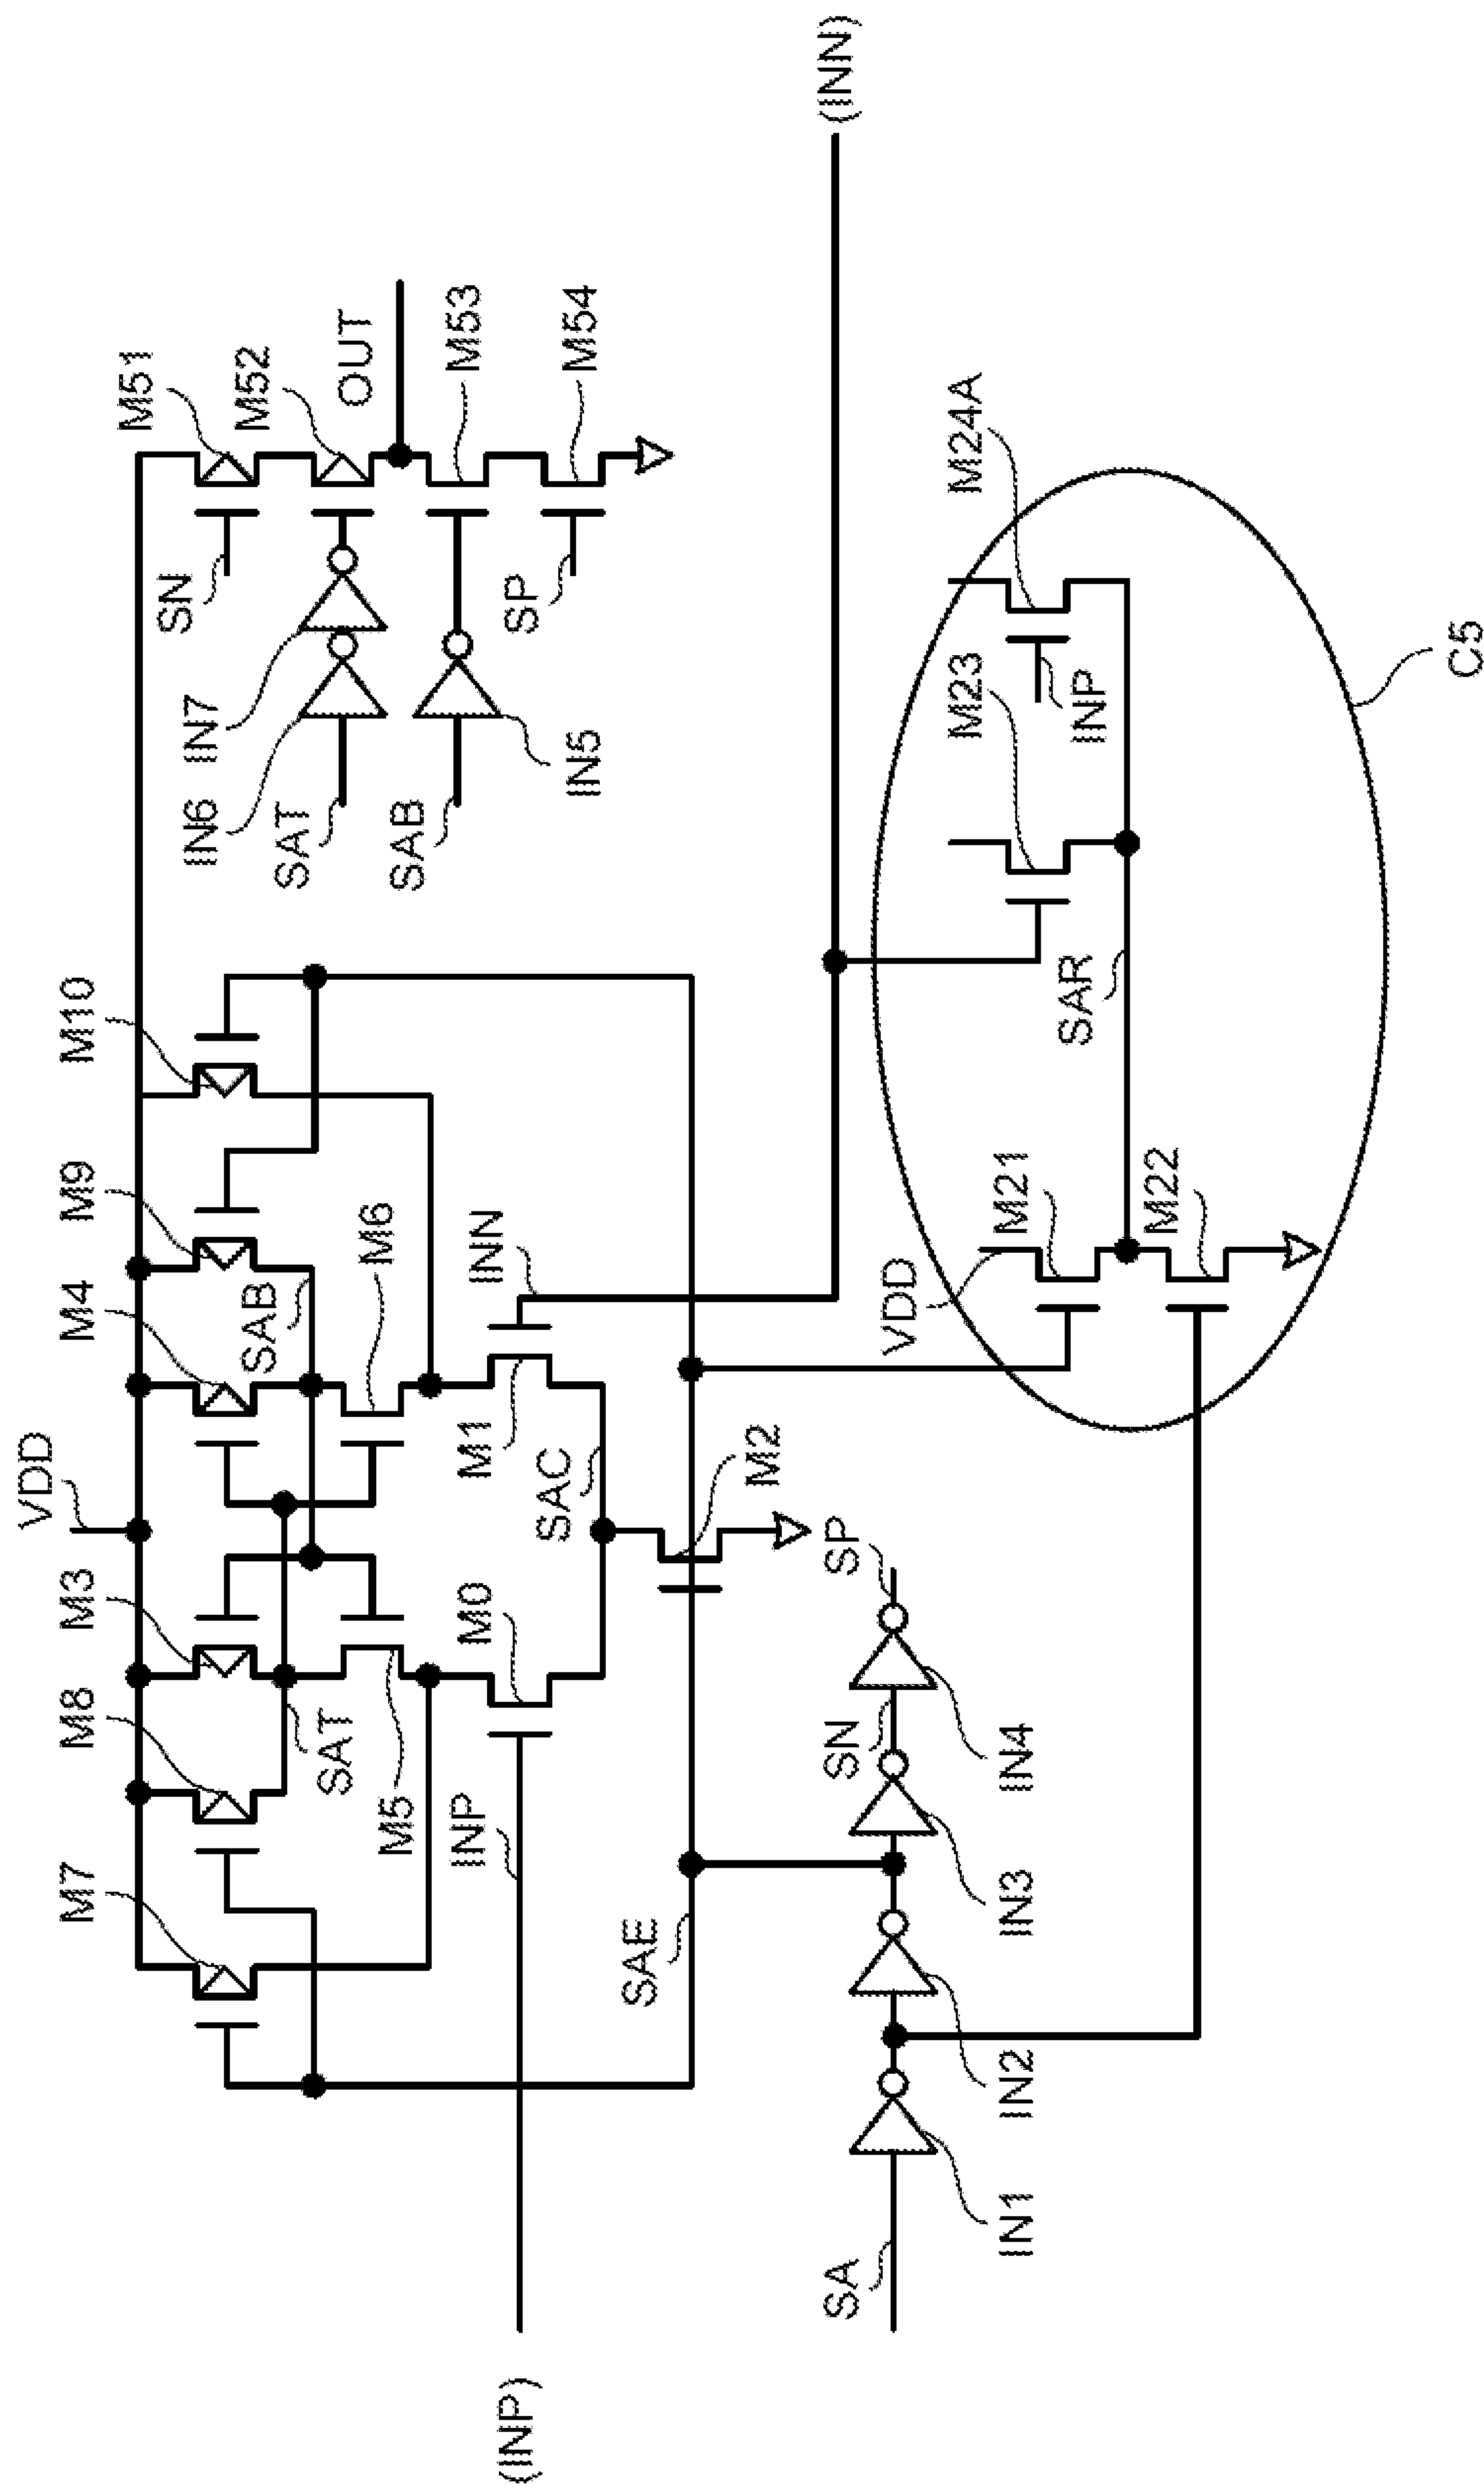 VDD
M7
M8
M3
M4
M9
M10
M51
SN
M52
OUT
SAT
SAB
IN6
IN7
SAT
M5
M6
SAB
IN5
M53
SP
M54
INP
M0
M1
INN
(INP)
SAC
SAE
M2
(INN)
SA
IN1
IN2
IN3
SN
IN4
SP
VDD
M21
M22
SAR
M23
INP
M24A
C5